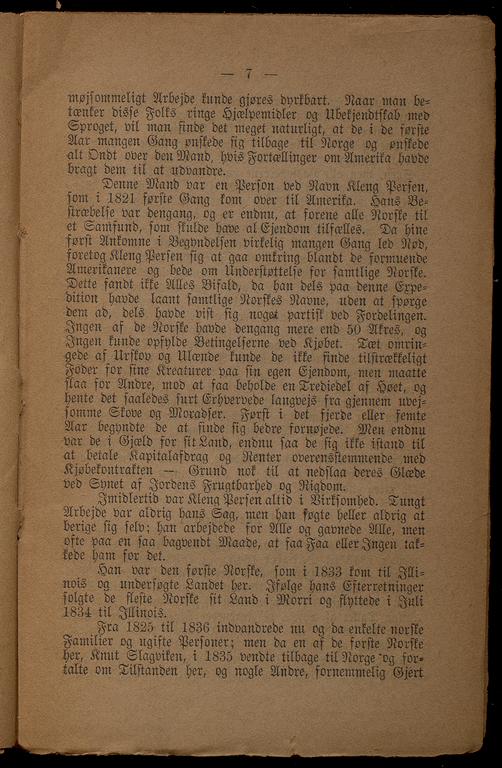 — 7 —
møjsommeligt Arbejde kunde gjøres dyrkbart. Naar man be-
tænker disse Folks ringe Hjælpemidler og Ubekjendtskab med
Sproget, vil man finde det meget naturligt, at de i de første
Aar mangen Gang ønskede sig tilbage til Norge og ønskede
alt Ondt over den Mand, hvis Fortællinger om Amerika havde
bragt dem til at udvandre.
Denne Mand var en Person ved Navn Kleng Persen,
som i 1821 første Gang kom over til Amerika. Hans Be-
stræbelse var dengang, og er endnu, at forene alle Norske til
et Samfund, som skulde have al Ejendom tilfælles. Da hine
først Ankomne i Begyndelsen virkelig mangen Gang led Nød,
foretog Kleng Persen sig at gaa omkring blandt de formuende
Amerikanere og bede om Understøttelse for samtlige Norske.
Dette fandt ikke Alles Bifald, da han dels paa denne Expe-
dition havde laant samtlige Norskes Navne, uden at spørge
dem ad, dels havde vist sig noget partisk ved Fordelingen.
Ingen af de Norske havde dengang mere end 50 Akres, og
Ingen kunde opfylde Betingelserne ved Kjøbet. Tæt omrin-
gede af Urskov og Ulænde kunde de ikke finde tilstrækkeligt
Foder for sine Kreaturer paa sin egen Ejendom, men maatte
slaa for Andre, mod at faa beholde en Trediedel af Høet, og
hente det saaledes surt Erhvervede langvejs fra gjennem uvej-
somme Skove og Moradser. Først i det fjerde eller femte
Aar begyndte de at finde sig bedre fornøjede. Men endnu
var de i Gjæld for sit Land, endnu saa de sig ikke istand til
at betale Kapitalafdrag og Renter overensstemmende med
Kjøbekontrakten — Grund nok til at nedslaa deres Glæde
ved Synet af Jordens Frugtbarhed og Rigdom.
Imidlertid var Kleng Persen altid i Virksomhed. Tungt
Arbejde var aldrig hans Sag, men han søgte heller aldrig at
berige sig selv; han arbejdede for Alle og gavnede Alle, men
ofte paa en saa bagvendt Maade, at faa Faa eller Ingen tak-
kede ham for det.
Han var den første Norske, som i 1833 kom til Illi-
nois og undersøgte Landet her. Ifølge hans Efterretninger
solgte de fleste Norske sit Land i Morri og flyttede i Juli
1834 til Illinois.
Fra 1825 til 1836 indvandrede nu og da enkelte norske
Familier og ugifte Personer; men da en af de første Norske
her, Knut Slagviken, i 1835 vendte tilbage til Norge og for-
talte om Tilstanden her, og nogle Andre, fornemmelig Gjert